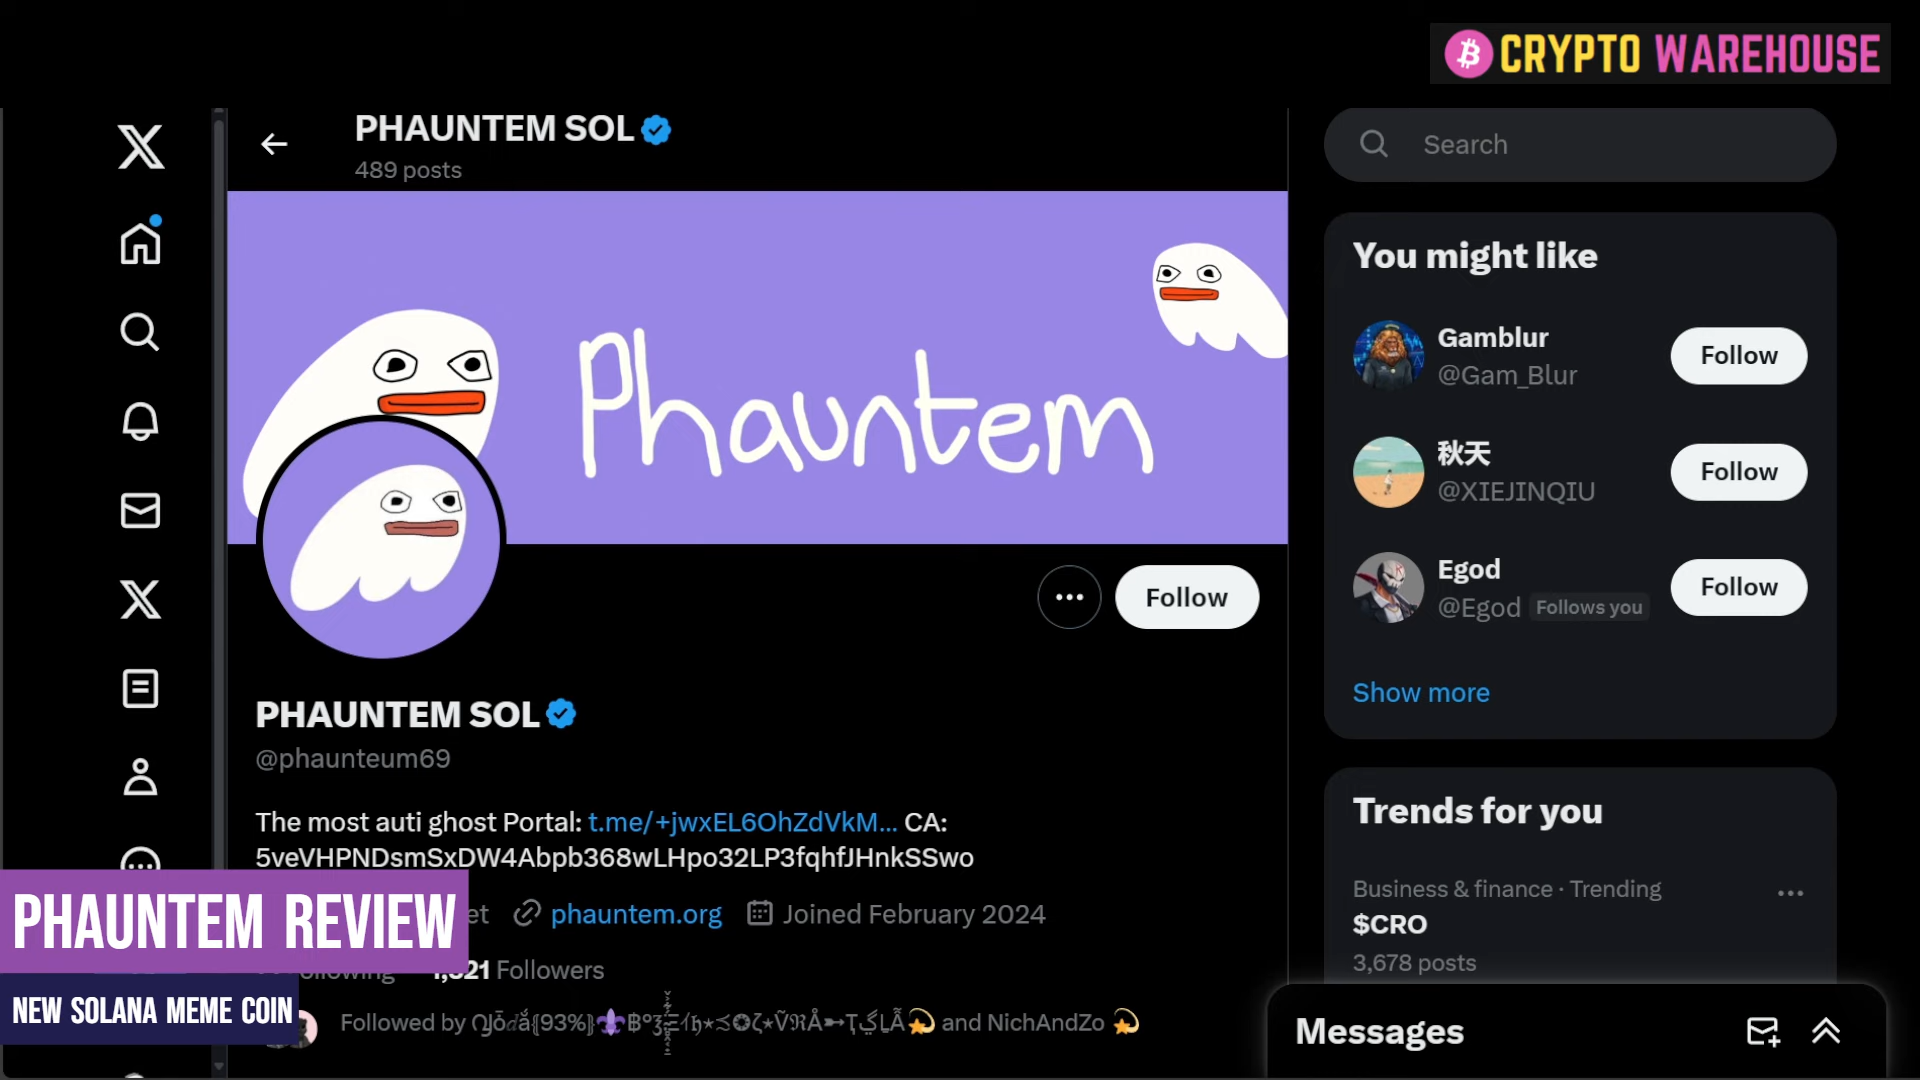 CRYPTO WAREHOUSE
PHAUNTEM SOL
489 posts
Search
Phauntem
You might like
Gamblur
@Gam_Blur
Follow
秋天
@XIEJINQIU
Follow
Egod
@Egod Follows you
Follow
Show more
Follow
PHAUNTEM SOL
@phaunteum69
The most auti ghost Portal: t.me/+jwxEL6OhZdVkM... CA:
5veVHPNDsmSxDW4Abpb368wLHpo32LP3fqhfJHnkSSwo
phauntem.org Joined February 2024
Followers
Followed by and NichAndZo
Trends for you
Business & finance · Trending
$CRO
3,678 posts
PHAUNTEM REVIEW
NEW SOLANA MEME COIN
Messages